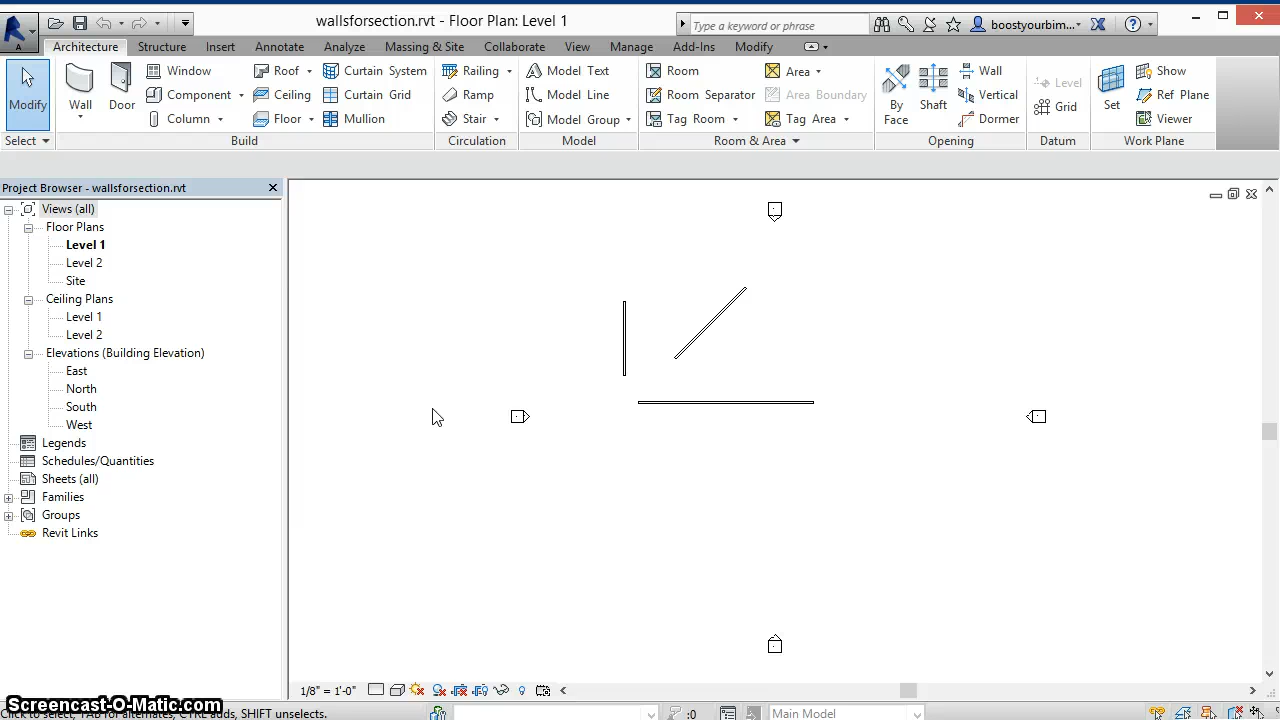 wallsforsection.rvt - Floor Plan: Level 1
Type a keyword or phrase
boostyourbim...
A
Architecture Structure Insert Annotate Analyze Massing & Site Collaborate View Manage Add-Ins Modify
Modify
Wall
Door
Window
Component
Column
Roof
Ceiling
Floor
Curtain System
Curtain Grid
Mullion
Railing
Ramp
Stair
Model Text
Model Line
Model Group
Room
Room Separator
Tag Room
Area
Area Boundary
Tag Area
By
Face
Shaft
Wall
Vertical
Dormer
Level
Grid
Set
Show
Ref Plane
Viewer
Select Build Circulation Model Room & Area Opening Datum Work Plane
Project Browser - wallsforsection.rvt
Views (all)
Floor Plans
Level 1
Level 2
Site
Ceiling Plans
Level 1
Level 2
Elevations (Building Elevation)
East
North
South
West
Legends
Schedules/Quantities
Sheets (all)
Families
Groups
Revit Links
1/8" = 1'-0"
Screencast-O-Matic.com
Click to select, TAB for alternates, CTRL adds, SHIFT unselects.
:0
Main Model